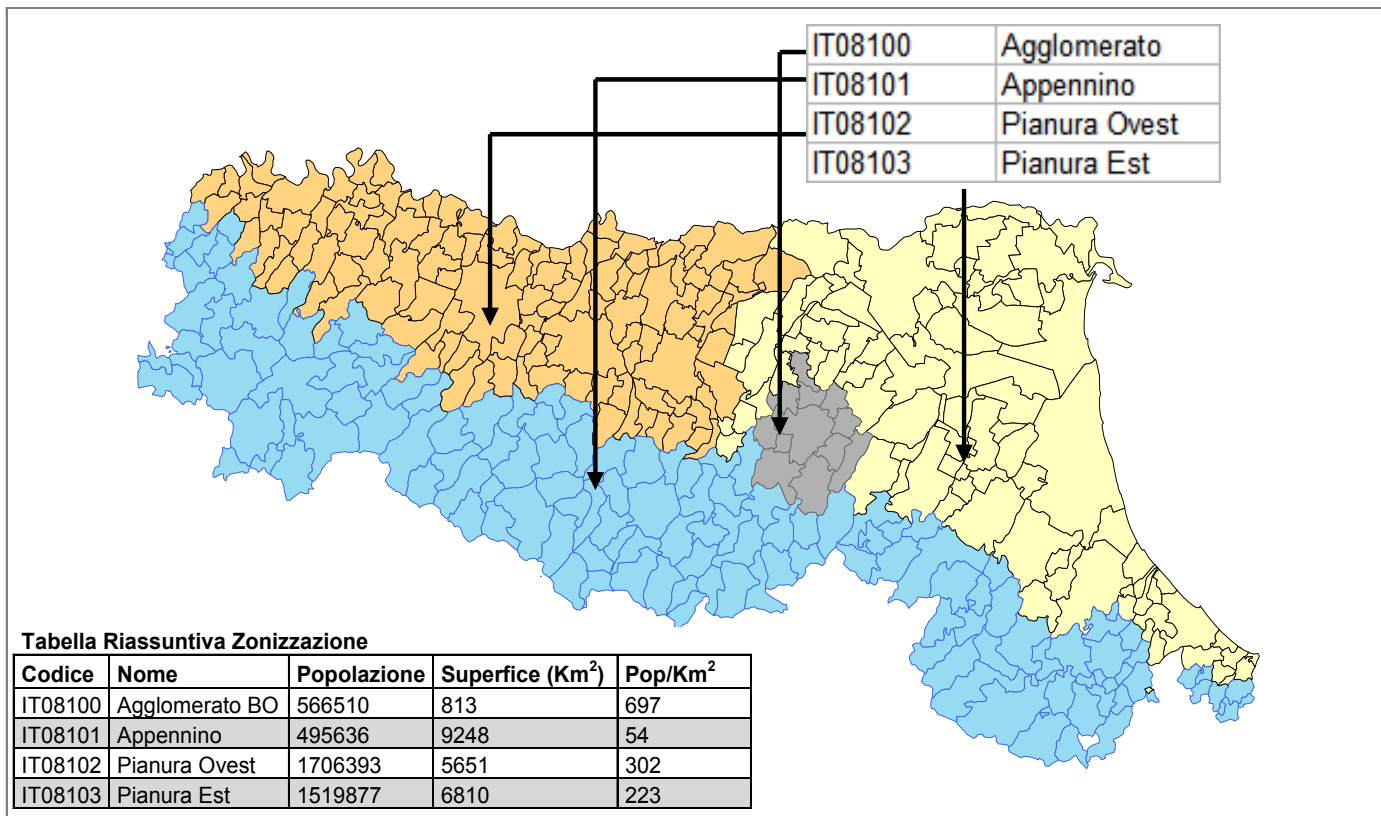 IT08100 Agglomerato
IT08101 Appennino
IT08102 Pianura Ovest
IT08103 Pianura Est
Tabella Riassuntiva Zonizzazione
Codice Nome Popolazione Superfice (Km²) Pop/Km²
IT08100 Agglomerato BO 566510 813 697
IT08101 Appennino 495636 9248 54
IT08102 Pianura Ovest 1706393 5651 302
IT08103 Pianura Est 1519877 6810 223